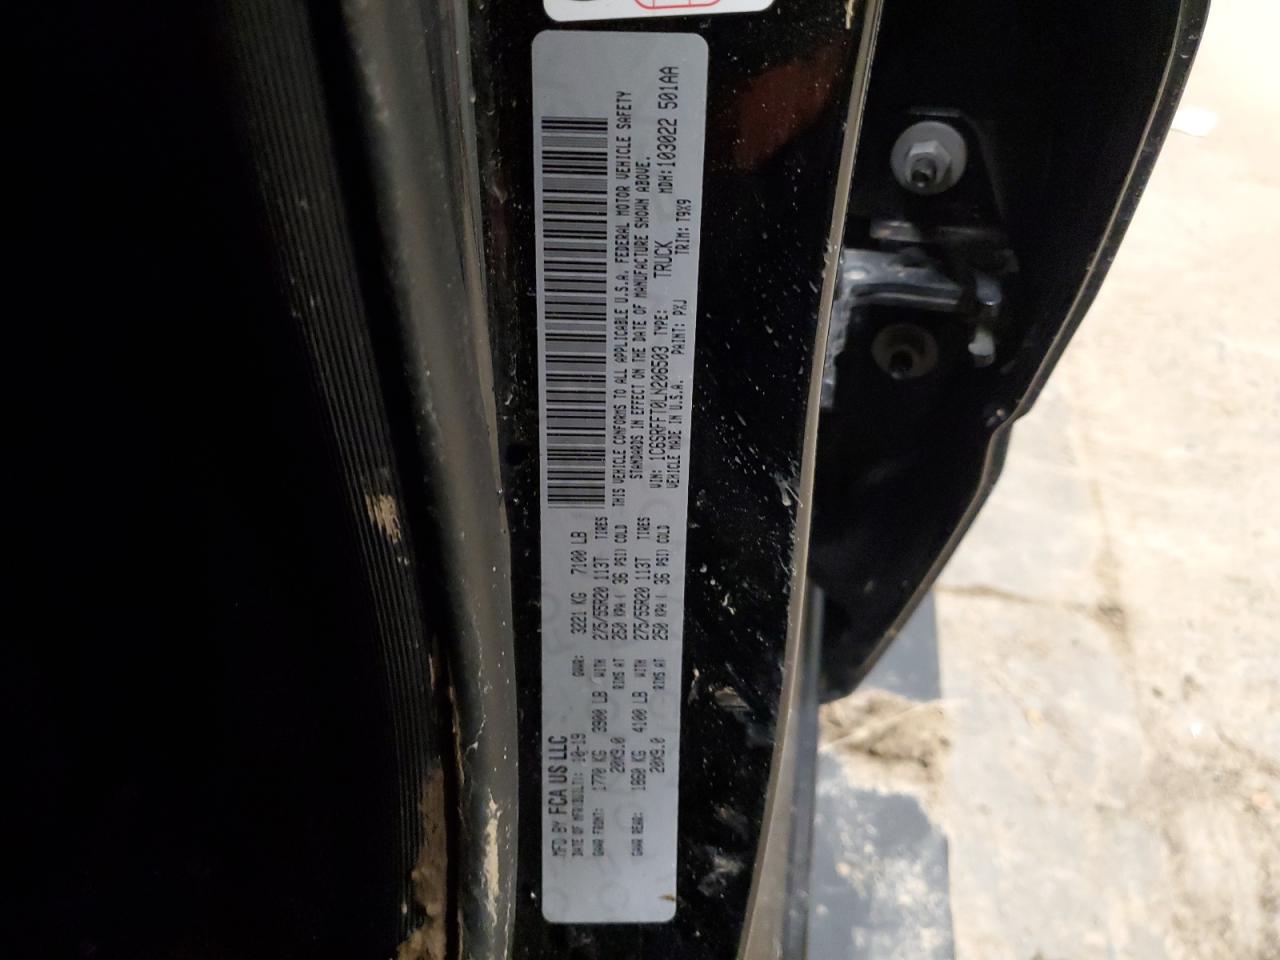 MFD BY FCA US LLC
DATE OF MFR(BUILT): 10-19 GVWR: 3221 KG 7100 LB
GAWR FRONT: 1770 KG 3900 LB WITH 275/55R20 113T TIRES
20X9.0 RIMS AT 250 KPA ( 36 PSI) COLD
GAWR REAR: 1860 KG 4100 LB WITH 275/55R20 113T TIRES
20X9.0 RIMS AT 250 KPA ( 36 PSI) COLD
THIS VEHICLE CONFORMS TO ALL APPLICABLE U.S.A. FEDERAL MOTOR VEHICLE SAFETY
STANDARDS IN EFFECT ON THE DATE OF MANUFACTURE SHOWN ABOVE.
VIN: 1C6SRFFT0LN206503 TYPE: TRUCK MDH: 103022 501AA
VEHICLE MADE IN U.S.A. PAINT: PXJ TRIM: T9X9